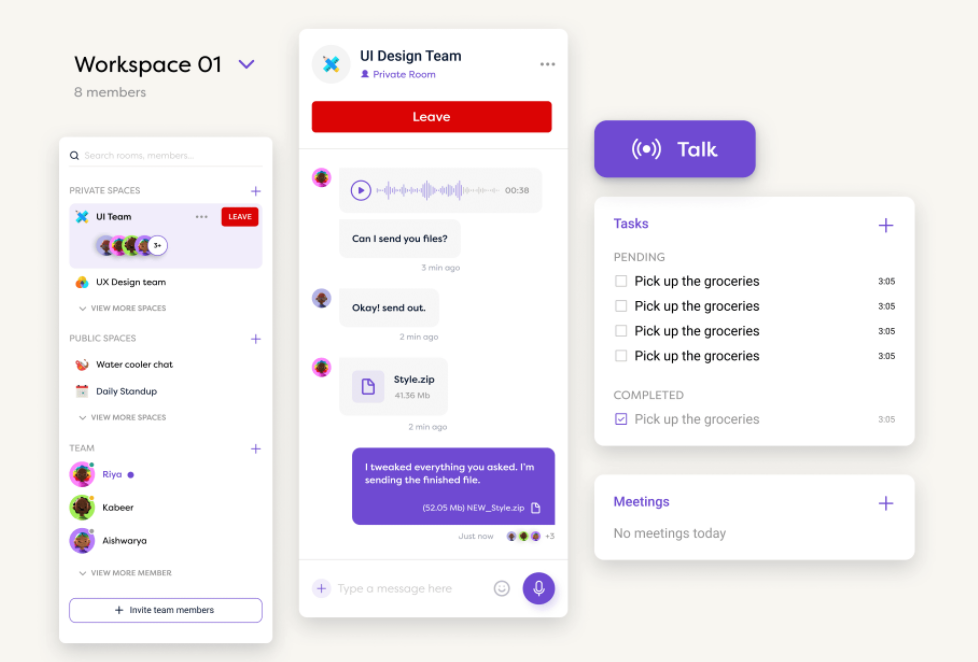 Workspace 01
8 members
Search rooms, members...
PRIVATE SPACES
UI Team
LEAVE
3+
UX Design team
VIEW MORE SPACES
PUBLIC SPACES
Water cooler chat
Daily Standup
VIEW MORE SPACES
TEAM
Riya
Kabeer
Aishwarya
VIEW MORE MEMBER
+ Invite team members
UI Design Team
Private Room
Leave
00:38
Can I send you files?
3 min ago
Okay! send out.
2 min ago
Style.zip
41.36 Mb
2 min ago
I tweaked everything you asked. I'm
sending the finished file.
(52.05 Mb) NEW_Style.zip
Just now +3
Type a message here
Talk
Tasks
PENDING
Pick up the groceries 3:05
Pick up the groceries 3:05
Pick up the groceries 3:05
Pick up the groceries 3:05
COMPLETED
Pick up the groceries 3:05
Meetings
No meetings today